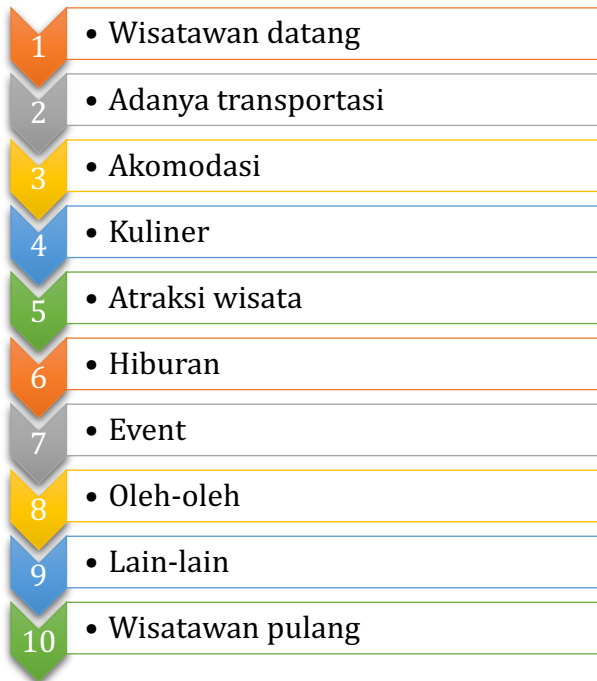 1 • Wisatawan datang
2 • Adanya transportasi
3 • Akomodasi
4 • Kuliner
5 • Atraksi wisata
6 • Hiburan
7 • Event
8 • Oleh-oleh
9 • Lain-lain
10 • Wisatawan pulang